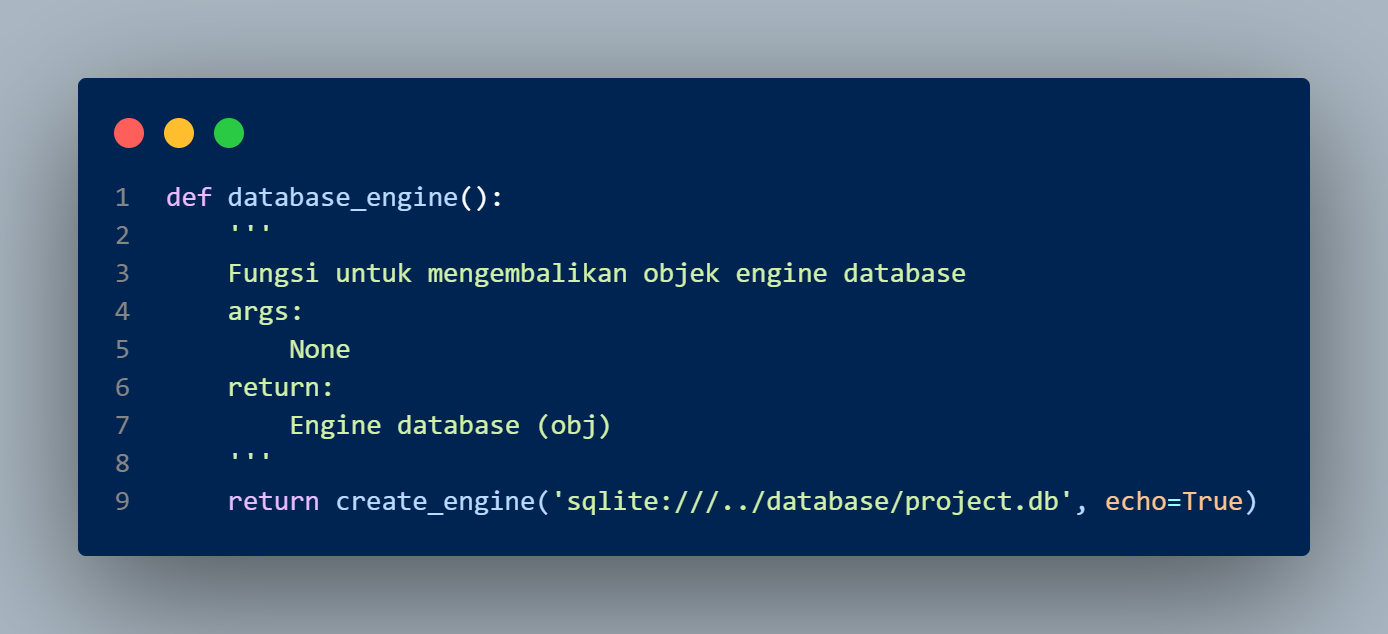 1 def database_engine():
2     '''
3     Fungsi untuk mengembalikan objek engine database
4     args:
5         None
6     return:
7         Engine database (obj)
8     '''
9     return create_engine('sqlite:///../database/project.db', echo=True)